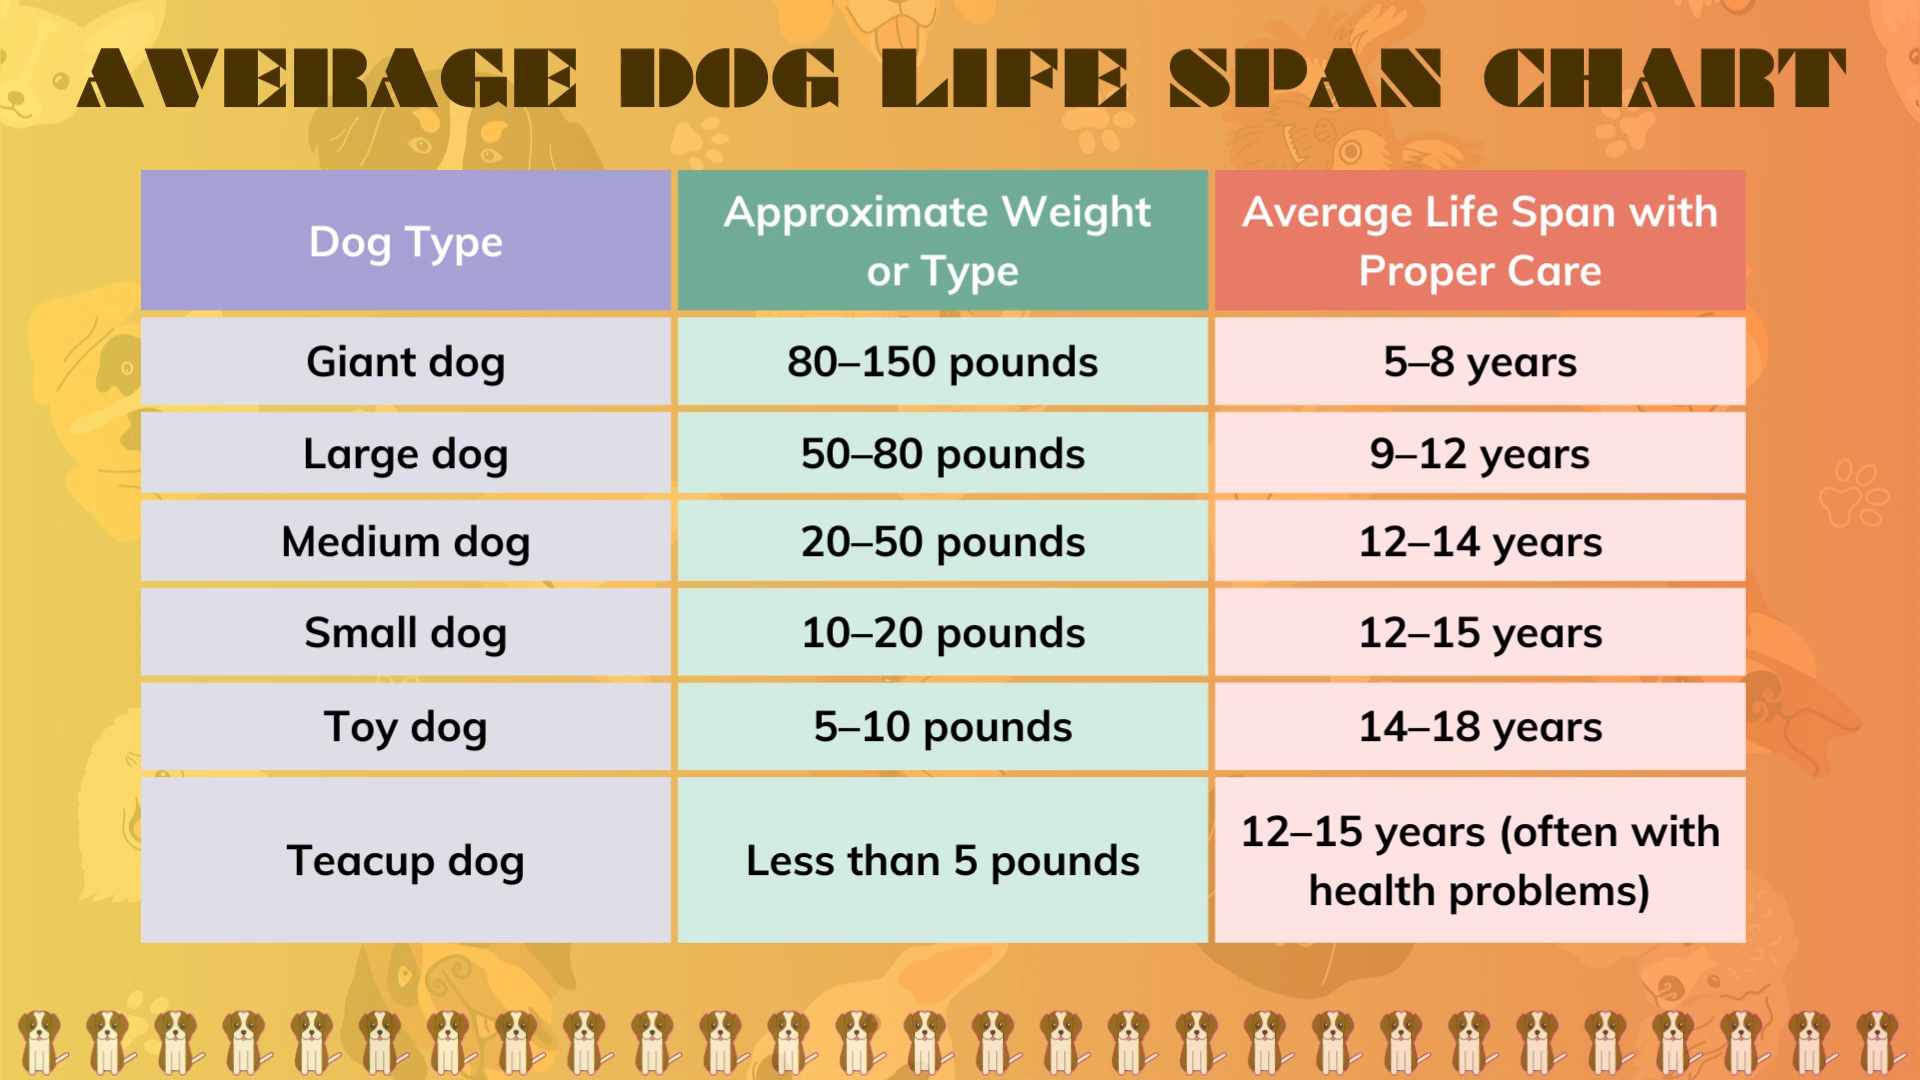 AVERAGE DOG LIFE SPAN CHART
Dog Type
Approximate Weight
or Type
Average Life Span with
Proper Care
Giant dog
80–150 pounds
5–8 years
Large dog
50–80 pounds
9–12 years
Medium dog
20–50 pounds
12–14 years
Small dog
10–20 pounds
12–15 years
Toy dog
5–10 pounds
14–18 years
Teacup dog
Less than 5 pounds
12–15 years (often with
health problems)